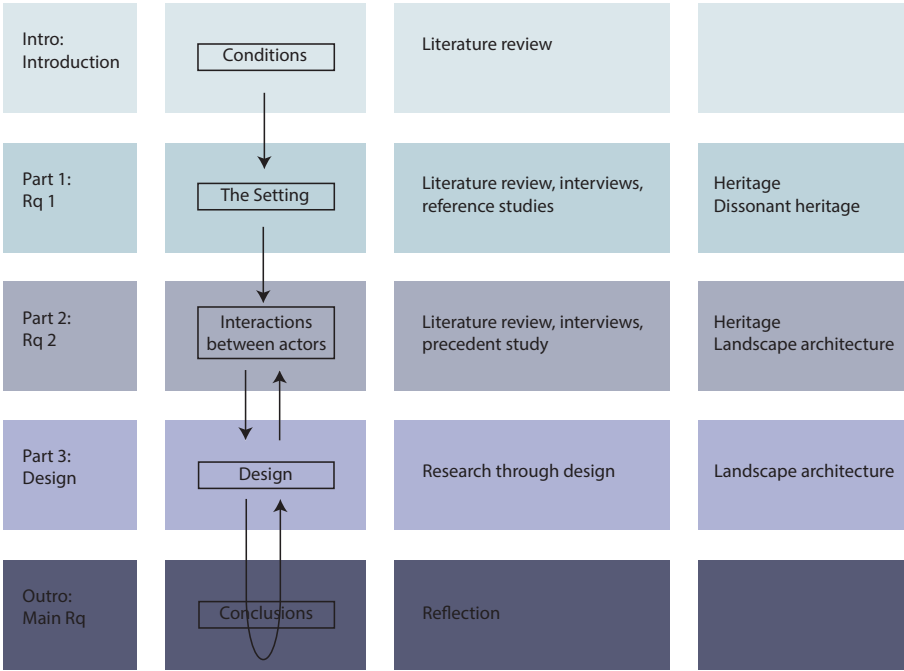 Intro:
Introduction
Conditions
Literature review
Part 1:
Rq 1
The Setting
Literature review, interviews,
reference studies
Heritage
Dissonant heritage
Part 2:
Rq 2
Interactions
between actors
Literature review, interviews,
precedent study
Heritage
Landscape architecture
Part 3:
Design
Design
Research through design
Landscape architecture
Outro:
Main Rq
Conclusions
Reflection